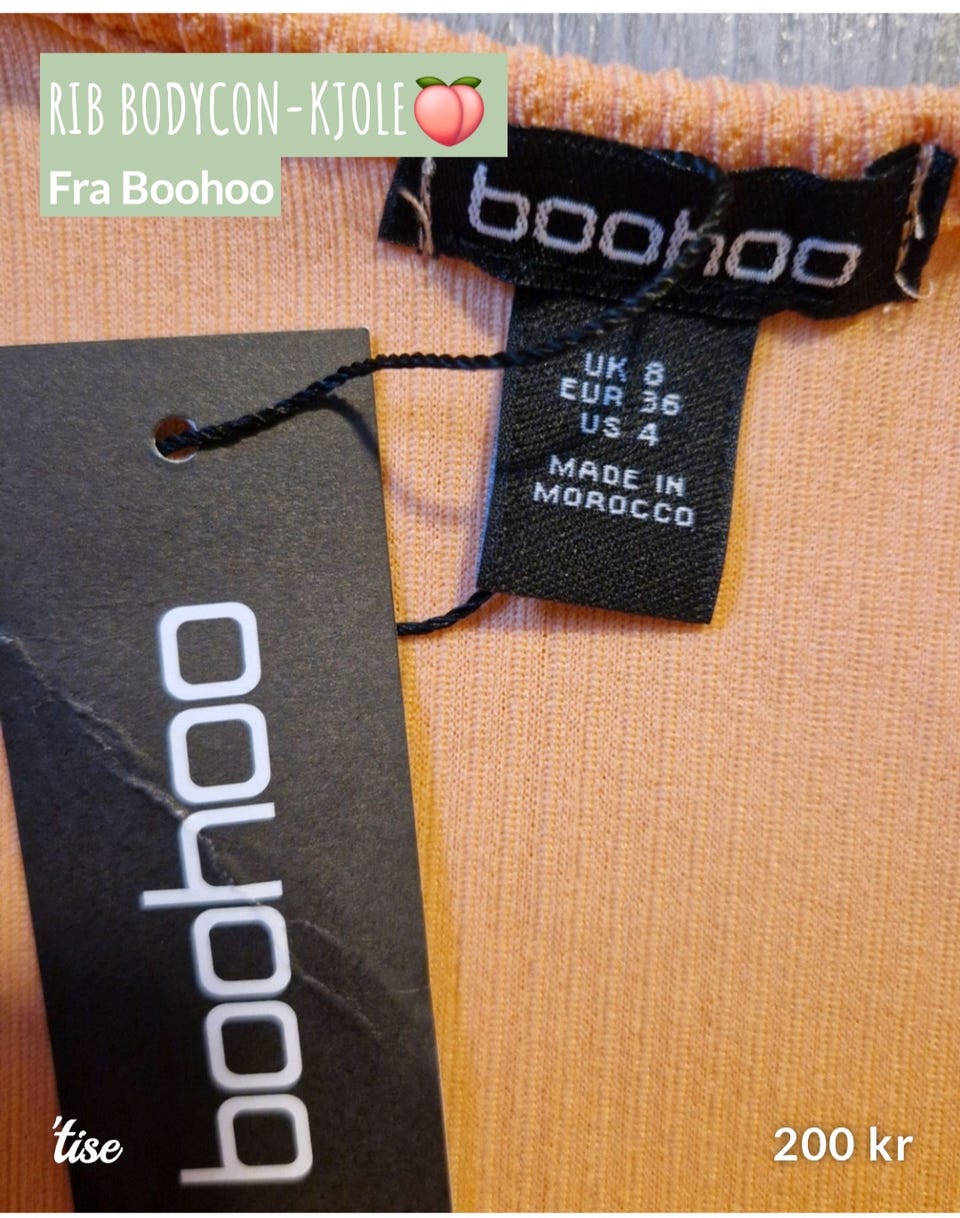 RIB BODYCON-KJOLE🍑
Fra Boohoo
boohoo
UK 8
EUR 36
US 4
MADE IN
MOROCCO
boohoo
'tise
200 kr